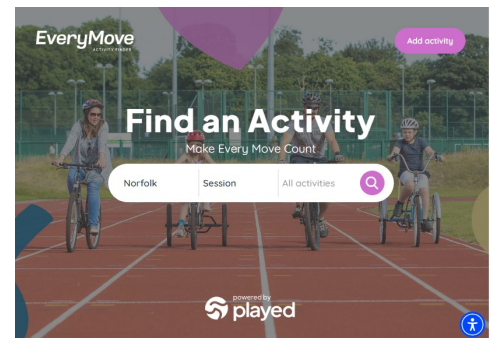 EveryMove
ACTIVITY FINDER
Add activity
Find an Activity
Make Every Move Count
Norfolk
Session
All activities
powered by
played